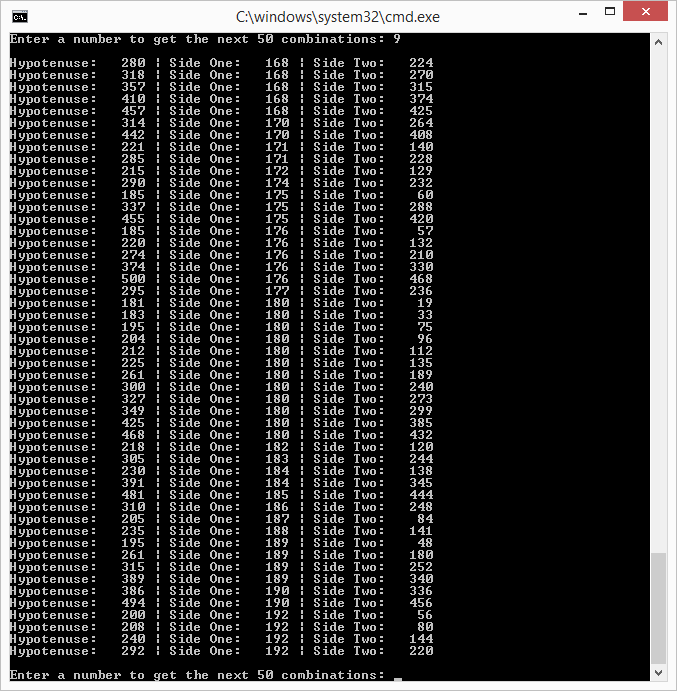 C:\windows\system32\cmd.exe
Enter a number to get the next 50 combinations: 9
Hypotenuse:   280 ¦ Side One:   168 ¦ Side Two:   224
Hypotenuse:   318 ¦ Side One:   168 ¦ Side Two:   270
Hypotenuse:   357 ¦ Side One:   168 ¦ Side Two:   315
Hypotenuse:   410 ¦ Side One:   168 ¦ Side Two:   374
Hypotenuse:   457 ¦ Side One:   168 ¦ Side Two:   425
Hypotenuse:   314 ¦ Side One:   170 ¦ Side Two:   264
Hypotenuse:   442 ¦ Side One:   170 ¦ Side Two:   408
Hypotenuse:   221 ¦ Side One:   171 ¦ Side Two:   140
Hypotenuse:   285 ¦ Side One:   171 ¦ Side Two:   228
Hypotenuse:   215 ¦ Side One:   172 ¦ Side Two:   129
Hypotenuse:   290 ¦ Side One:   174 ¦ Side Two:   232
Hypotenuse:   185 ¦ Side One:   175 ¦ Side Two:    60
Hypotenuse:   337 ¦ Side One:   175 ¦ Side Two:   288
Hypotenuse:   455 ¦ Side One:   175 ¦ Side Two:   420
Hypotenuse:   185 ¦ Side One:   176 ¦ Side Two:    57
Hypotenuse:   220 ¦ Side One:   176 ¦ Side Two:   132
Hypotenuse:   274 ¦ Side One:   176 ¦ Side Two:   210
Hypotenuse:   374 ¦ Side One:   176 ¦ Side Two:   330
Hypotenuse:   500 ¦ Side One:   176 ¦ Side Two:   468
Hypotenuse:   295 ¦ Side One:   177 ¦ Side Two:   236
Hypotenuse:   181 ¦ Side One:   180 ¦ Side Two:    19
Hypotenuse:   183 ¦ Side One:   180 ¦ Side Two:    33
Hypotenuse:   195 ¦ Side One:   180 ¦ Side Two:    75
Hypotenuse:   204 ¦ Side One:   180 ¦ Side Two:    96
Hypotenuse:   212 ¦ Side One:   180 ¦ Side Two:   112
Hypotenuse:   225 ¦ Side One:   180 ¦ Side Two:   135
Hypotenuse:   261 ¦ Side One:   180 ¦ Side Two:   189
Hypotenuse:   300 ¦ Side One:   180 ¦ Side Two:   240
Hypotenuse:   327 ¦ Side One:   180 ¦ Side Two:   273
Hypotenuse:   349 ¦ Side One:   180 ¦ Side Two:   299
Hypotenuse:   425 ¦ Side One:   180 ¦ Side Two:   385
Hypotenuse:   468 ¦ Side One:   180 ¦ Side Two:   432
Hypotenuse:   218 ¦ Side One:   182 ¦ Side Two:   120
Hypotenuse:   305 ¦ Side One:   183 ¦ Side Two:   244
Hypotenuse:   230 ¦ Side One:   184 ¦ Side Two:   138
Hypotenuse:   391 ¦ Side One:   184 ¦ Side Two:   345
Hypotenuse:   481 ¦ Side One:   185 ¦ Side Two:   444
Hypotenuse:   310 ¦ Side One:   186 ¦ Side Two:   248
Hypotenuse:   205 ¦ Side One:   187 ¦ Side Two:    84
Hypotenuse:   235 ¦ Side One:   188 ¦ Side Two:   141
Hypotenuse:   195 ¦ Side One:   189 ¦ Side Two:    48
Hypotenuse:   261 ¦ Side One:   189 ¦ Side Two:   180
Hypotenuse:   315 ¦ Side One:   189 ¦ Side Two:   252
Hypotenuse:   389 ¦ Side One:   189 ¦ Side Two:   340
Hypotenuse:   386 ¦ Side One:   190 ¦ Side Two:   336
Hypotenuse:   494 ¦ Side One:   190 ¦ Side Two:   456
Hypotenuse:   200 ¦ Side One:   192 ¦ Side Two:    56
Hypotenuse:   208 ¦ Side One:   192 ¦ Side Two:    80
Hypotenuse:   240 ¦ Side One:   192 ¦ Side Two:   144
Hypotenuse:   292 ¦ Side One:   192 ¦ Side Two:   220
Enter a number to get the next 50 combinations: